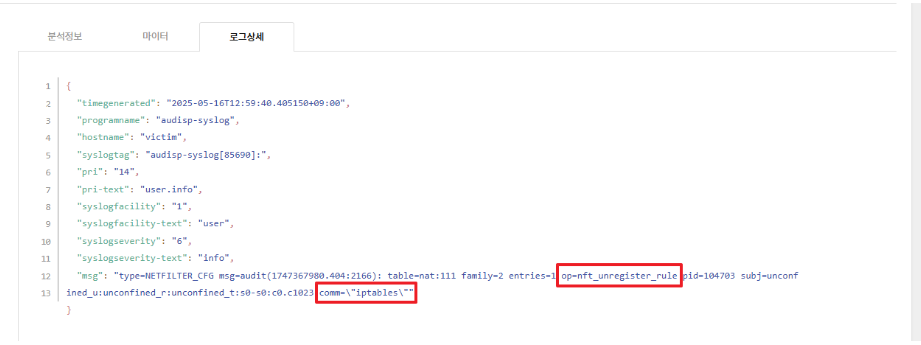 분석정보 마이터 로그상세
1 {
2 "timegenerated": "2025-05-16T12:59:40.405150+09:00",
3 "programname": "audisp-syslog",
4 "hostname": "victim",
5 "syslogtag": "audisp-syslog[85690]:",
6 "pri": "14",
7 "pri-text": "user.info",
8 "syslogfacility": "1",
9 "syslogfacility-text": "user",
10 "syslogseverity": "6",
11 "syslogseverity-text": "info",
12 "msg": "type=NETFILTER_CFG msg=audit(1747367980.404:2166): table=nat:111 family=2 entries=1 op=nft_unregister_rule pid=104703 subj=unconf
13 ined_u:unconfined_r:unconfined_t:s0-s0:c0.c1023 comm=\"iptables\""
}